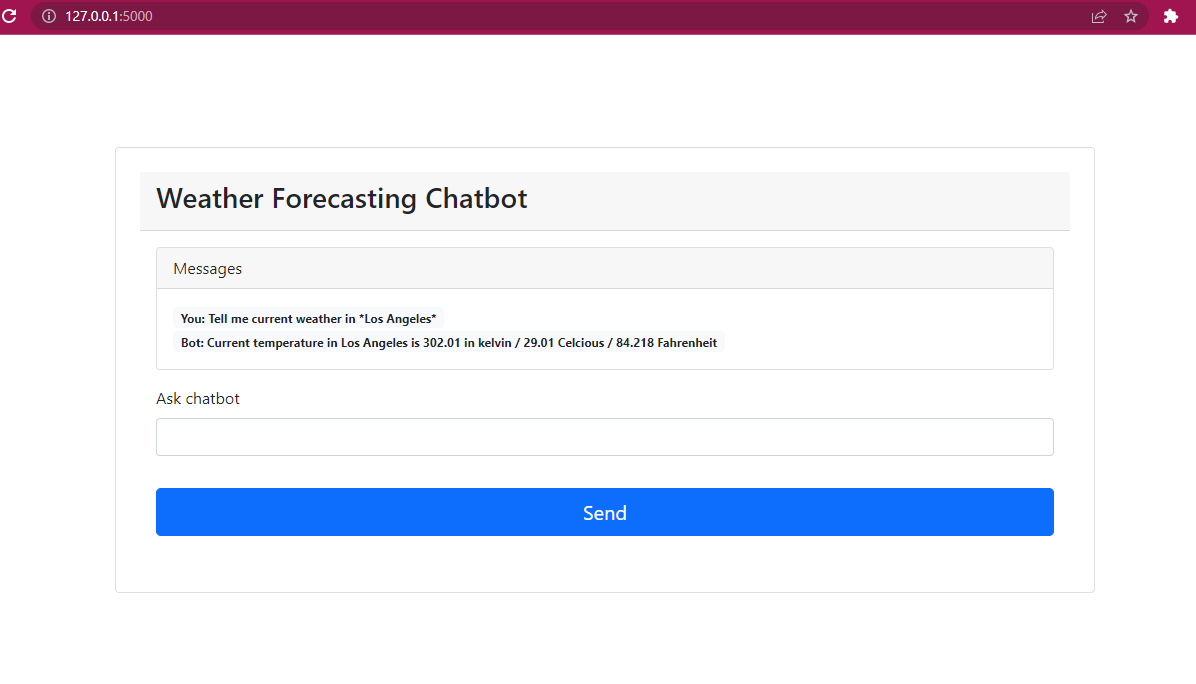 127.0.0.1:5000
Weather Forecasting Chatbot
Messages
You: Tell me current weather in *Los Angeles*
Bot: Current temperature in Los Angeles is 302.01 in kelvin / 29.01 Celcious / 84.218 Fahrenheit
Ask chatbot
Send